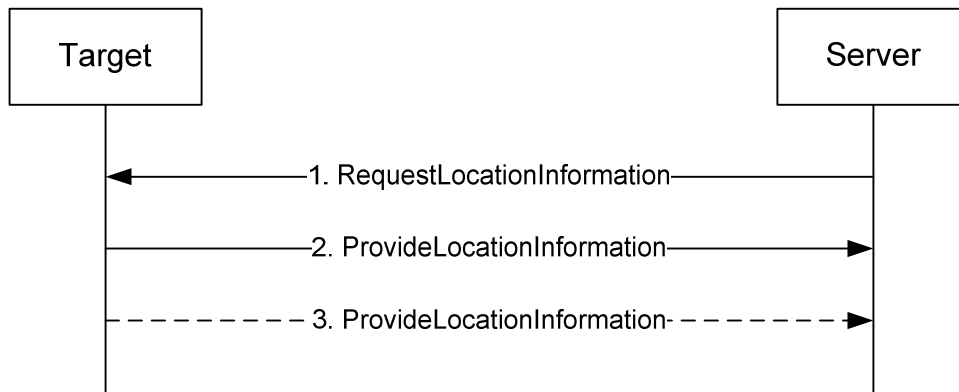 Target
Server
1. RequestLocationInformation
2. ProvideLocationInformation
3. ProvideLocationInformation